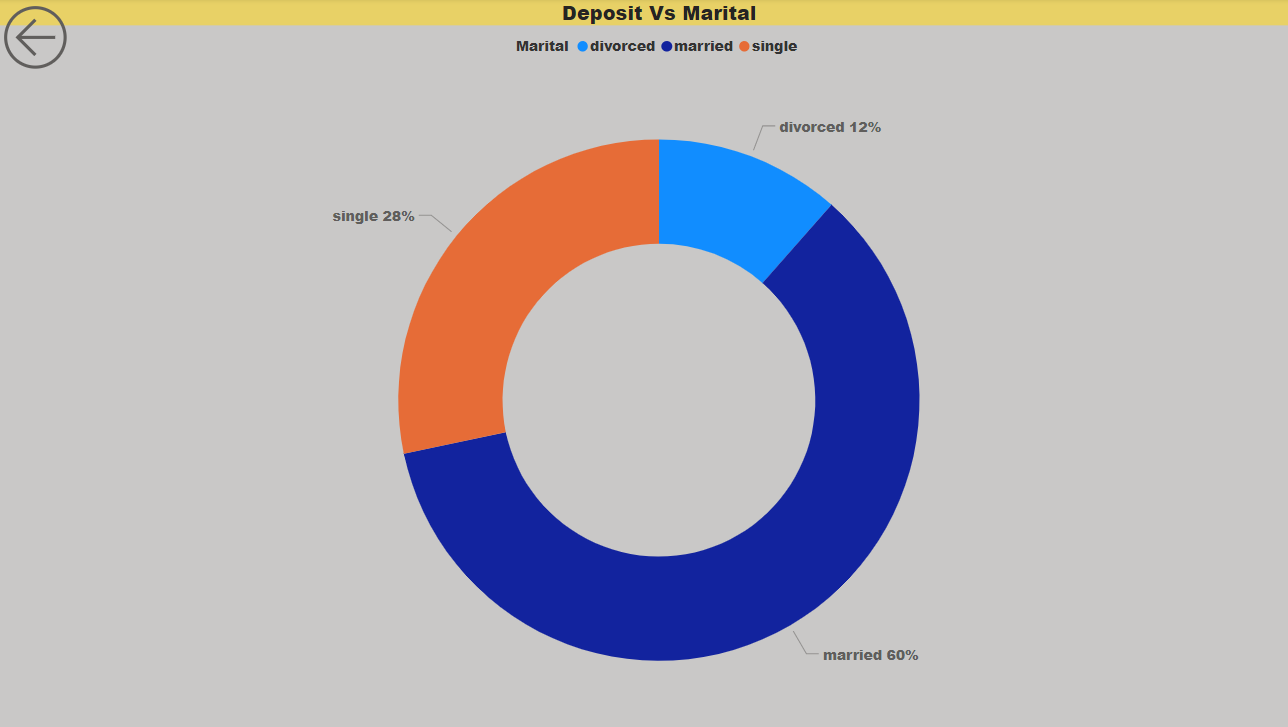 Deposit Vs Marital
Marital divorced married single
divorced 12%
single 28%
married 60%